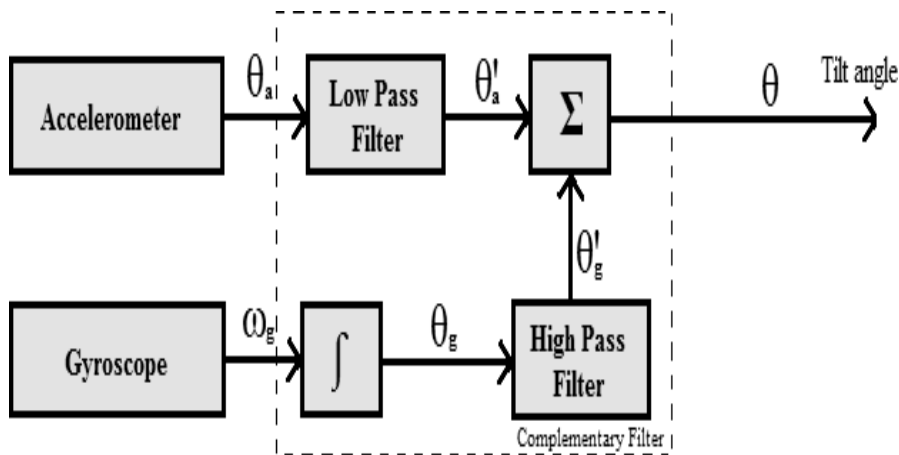 Accelerometer
θa
Low Pass
Filter
θ'a
Σ
θ
Tilt angle
θ'g
Gyroscope
ωg
∫
θg
High Pass
Filter
Complementary Filter